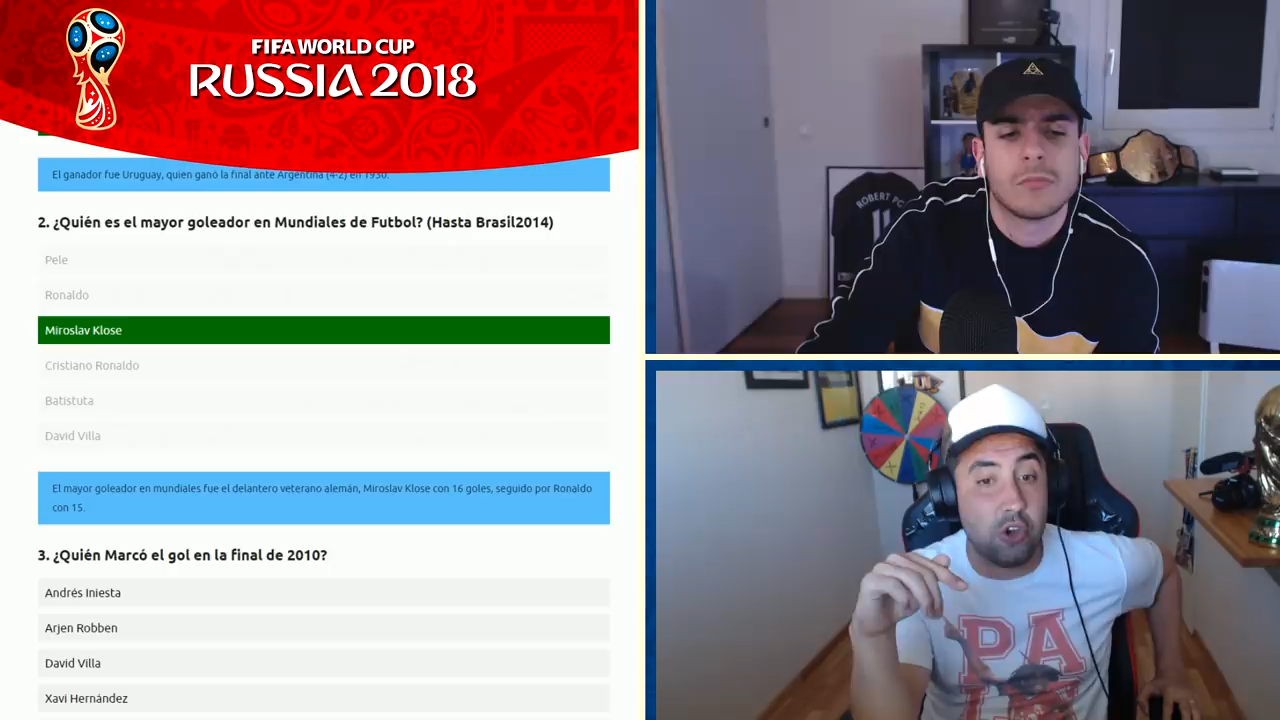 FIFA WORLD CUP
RUSSIA 2018
El ganador fue Uruguay, quien ganó la final ante Argentina (4-2) en 1930.
2. ¿Quién es el mayor goleador en Mundiales de Futbol? (Hasta Brasil2014)
Pele
Ronaldo
Miroslav Klose
Cristiano Ronaldo
Batistuta
David Villa
El mayor goleador en mundiales fue el delantero veterano alemán, Miroslav Klose con 16 goles, seguido por Ronaldo
con 15.
3. ¿Quién Marcó el gol en la final de 2010?
Andrés Iniesta
Arjen Robben
David Villa
Xavi Hernández
ROBERT PG
11
PA